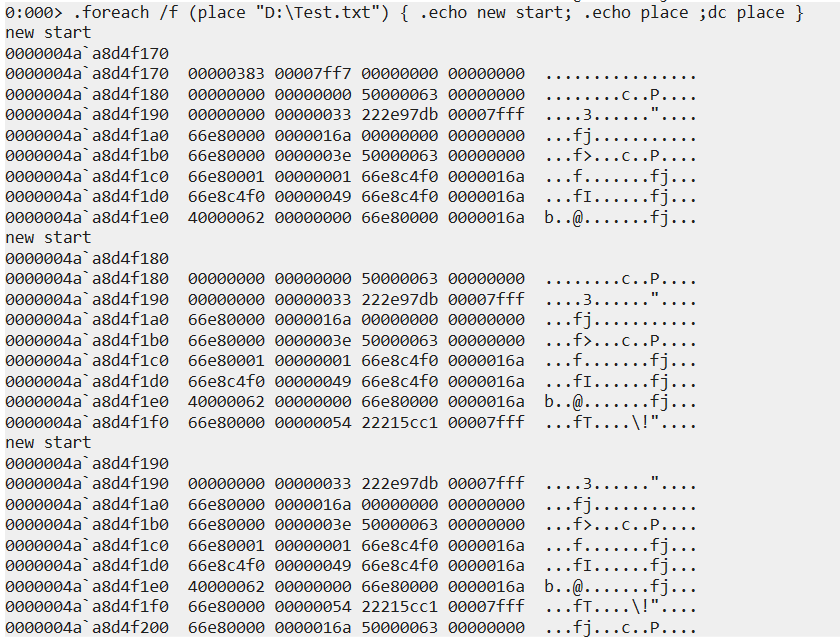 0:000> .foreach /f (place "D:\Test.txt") { .echo new start; .echo place ;dc place }
new start
0000004a`a8d4f170
0000004a`a8d4f170  00000383 00007ff7 00000000 00000000  ................
0000004a`a8d4f180  00000000 00000000 50000063 00000000  ........c..P....
0000004a`a8d4f190  00000000 00000033 222e97db 00007fff  ....3......"....
0000004a`a8d4f1a0  66e80000 0000016a 00000000 00000000  ...fj...........
0000004a`a8d4f1b0  66e80000 0000003e 50000063 00000000  ...f>...c..P....
0000004a`a8d4f1c0  66e80001 00000001 66e8c4f0 0000016a  ...f.......fj...
0000004a`a8d4f1d0  66e8c4f0 00000049 66e8c4f0 0000016a  ...fI......fj...
0000004a`a8d4f1e0  40000062 00000000 66e80000 0000016a  b..@.......fj...
new start
0000004a`a8d4f180
0000004a`a8d4f180  00000000 00000000 50000063 00000000  ........c..P....
0000004a`a8d4f190  00000000 00000033 222e97db 00007fff  ....3......"....
0000004a`a8d4f1a0  66e80000 0000016a 00000000 00000000  ...fj...........
0000004a`a8d4f1b0  66e80000 0000003e 50000063 00000000  ...f>...c..P....
0000004a`a8d4f1c0  66e80001 00000001 66e8c4f0 0000016a  ...f.......fj...
0000004a`a8d4f1d0  66e8c4f0 00000049 66e8c4f0 0000016a  ...fI......fj...
0000004a`a8d4f1e0  40000062 00000000 66e80000 0000016a  b..@.......fj...
0000004a`a8d4f1f0  66e80000 00000054 22215cc1 00007fff  ...fT....\!"....
new start
0000004a`a8d4f190
0000004a`a8d4f190  00000000 00000033 222e97db 00007fff  ....3......"....
0000004a`a8d4f1a0  66e80000 0000016a 00000000 00000000  ...fj...........
0000004a`a8d4f1b0  66e80000 0000003e 50000063 00000000  ...f>...c..P....
0000004a`a8d4f1c0  66e80001 00000001 66e8c4f0 0000016a  ...f.......fj...
0000004a`a8d4f1d0  66e8c4f0 00000049 66e8c4f0 0000016a  ...fI......fj...
0000004a`a8d4f1e0  40000062 00000000 66e80000 0000016a  b..@.......fj...
0000004a`a8d4f1f0  66e80000 00000054 22215cc1 00007fff  ...fT....\!"....
0000004a`a8d4f200  66e80000 0000016a 50000063 00000000  ...fj...c..P....